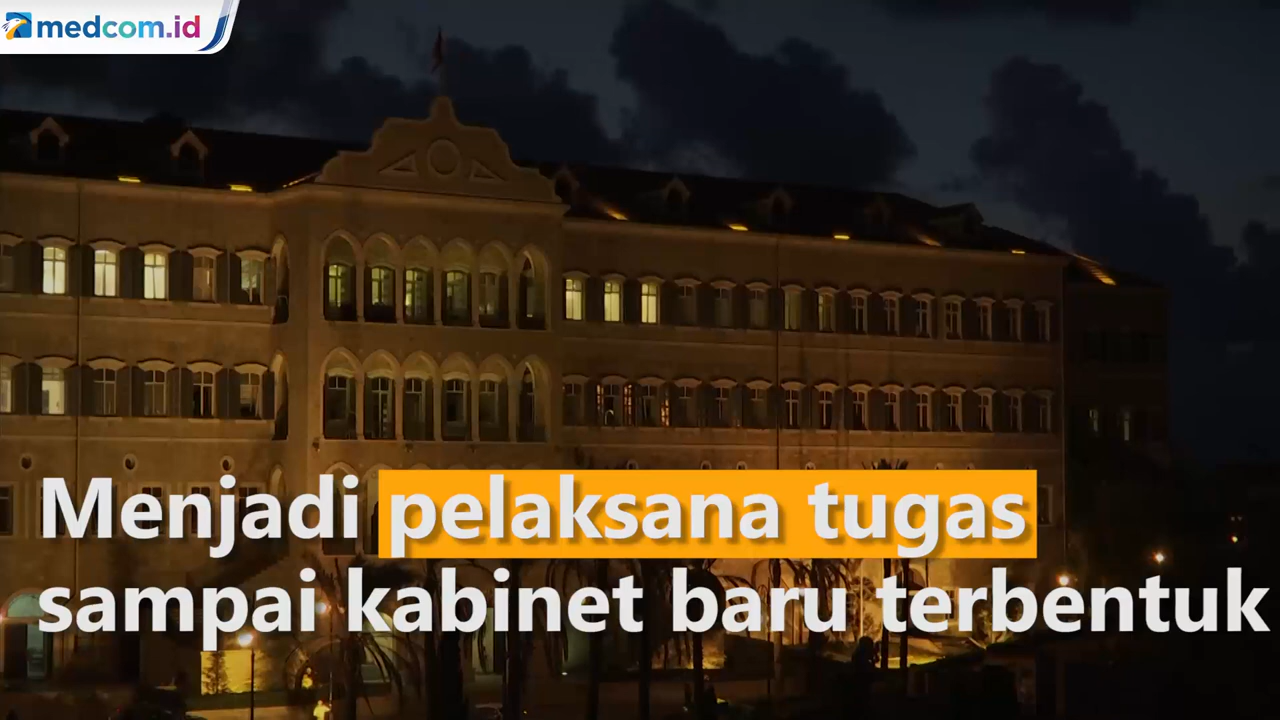 medcom.id
Menjadi pelaksana tugas
sampai kabinet baru terbentuk